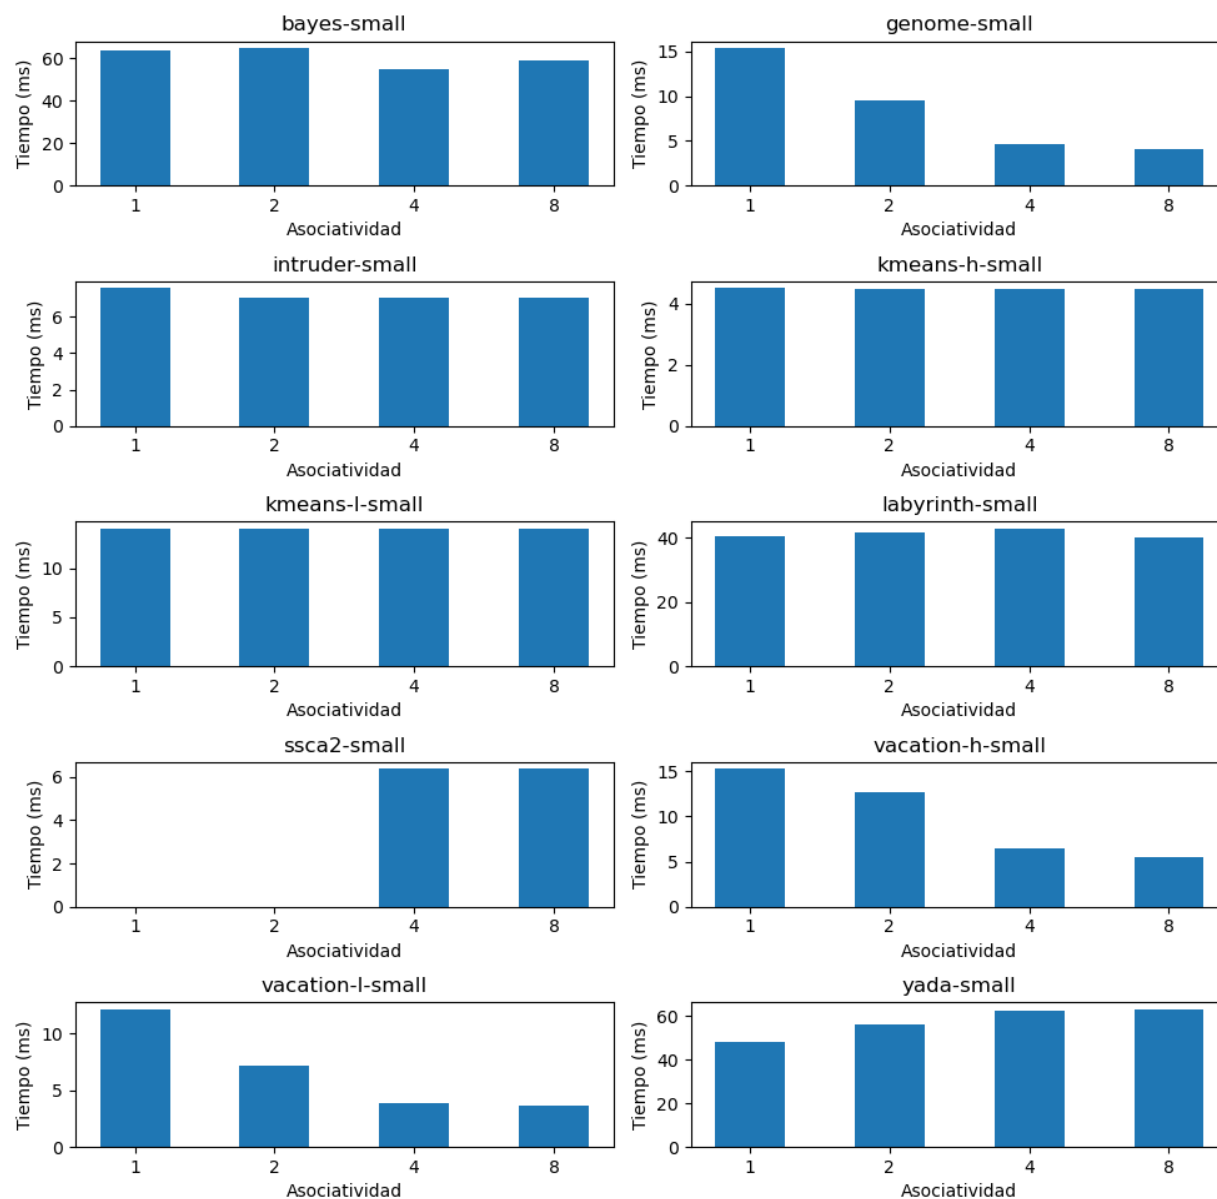 bayes-small
Tiempo (ms)
60
40
20
0
1 2 4 8
Asociatividad
genome-small
Tiempo (ms)
15
10
5
0
1 2 4 8
Asociatividad
intruder-small
Tiempo (ms)
6
4
2
0
1 2 4 8
Asociatividad
kmeans-h-small
Tiempo (ms)
4
2
0
1 2 4 8
Asociatividad
kmeans-l-small
Tiempo (ms)
10
5
0
1 2 4 8
Asociatividad
labyrinth-small
Tiempo (ms)
40
20
0
1 2 4 8
Asociatividad
ssca2-small
Tiempo (ms)
6
4
2
0
1 2 4 8
Asociatividad
vacation-h-small
Tiempo (ms)
15
10
5
0
1 2 4 8
Asociatividad
vacation-l-small
Tiempo (ms)
10
5
0
1 2 4 8
Asociatividad
yada-small
Tiempo (ms)
60
40
20
0
1 2 4 8
Asociatividad